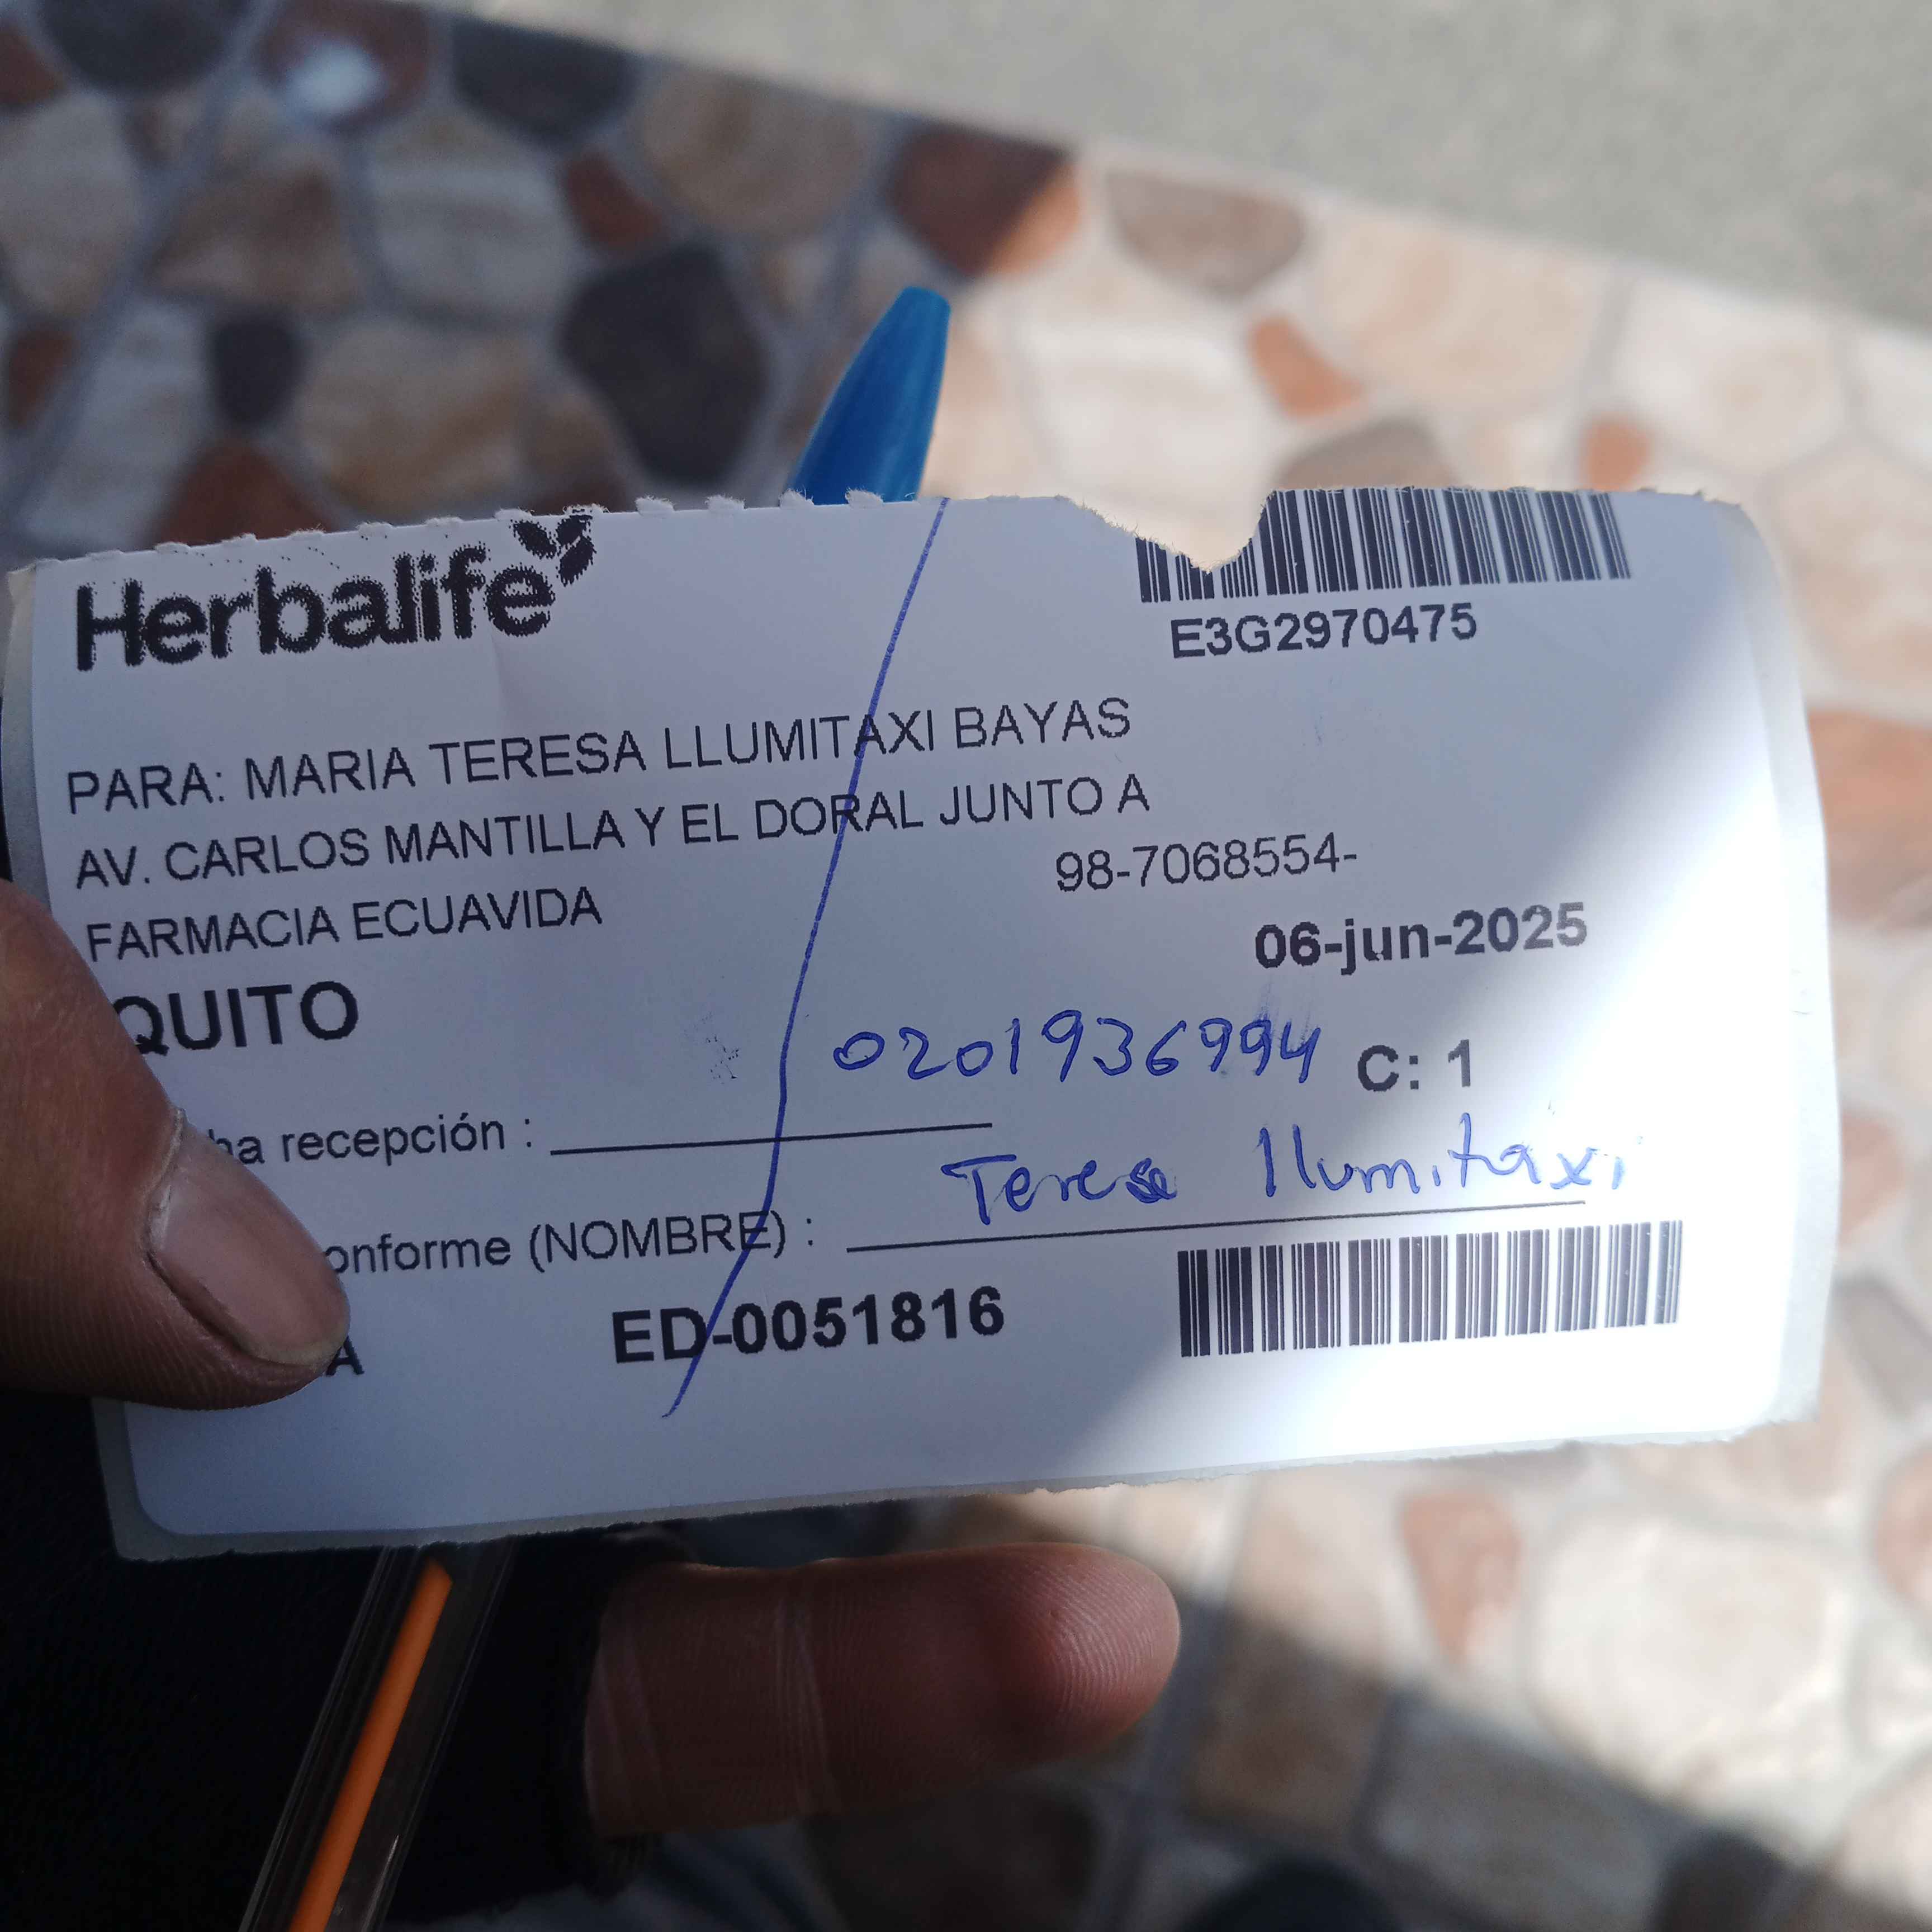 Herbalife
E3G2970475
PARA: MARIA TERESA LLUMITAXI BAYAS
AV. CARLOS MANTILLA Y EL DORAL JUNTO A
98-7068554-
FARMACIA ECUAVIDA
06-jun-2025
QUITO
0201936994 C: 1
ha recepción :
Teresa Llumitaxi
onforme (NOMBRE) :
A ED-0051816